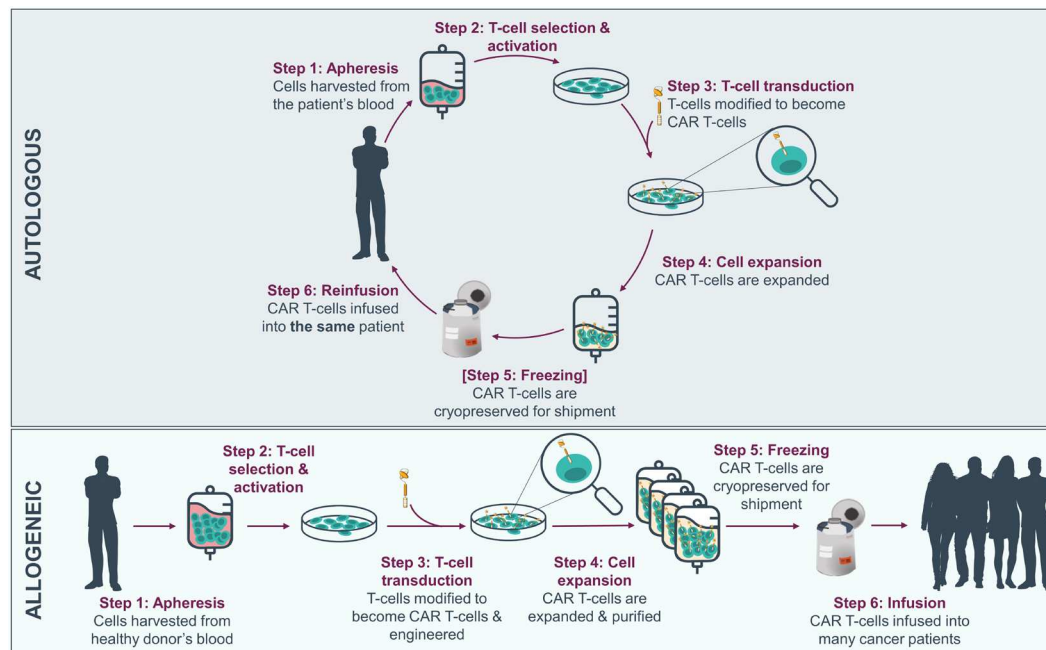 AUTOLOGOUS
Step 1: Apheresis
Cells harvested from
the patient's blood
Step 2: T-cell selection &
activation
Step 3: T-cell transduction
T-cells modified to become
CAR T-cells
Step 4: Cell expansion
CAR T-cells are expanded
[Step 5: Freezing]
CAR T-cells are
cryopreserved for shipment
Step 6: Reinfusion
CAR T-cells infused
into the same patient
ALLOGENEIC
Step 1: Apheresis
Cells harvested from
healthy donor's blood
Step 2: T-cell
selection &
activation
Step 3: T-cell
transduction
T-cells modified to
become CAR T-cells &
engineered
Step 4: Cell
expansion
CAR T-cells are
expanded & purified
Step 5: Freezing
CAR T-cells are
cryopreserved for
shipment
Step 6: Infusion
CAR T-cells infused into
many cancer patients